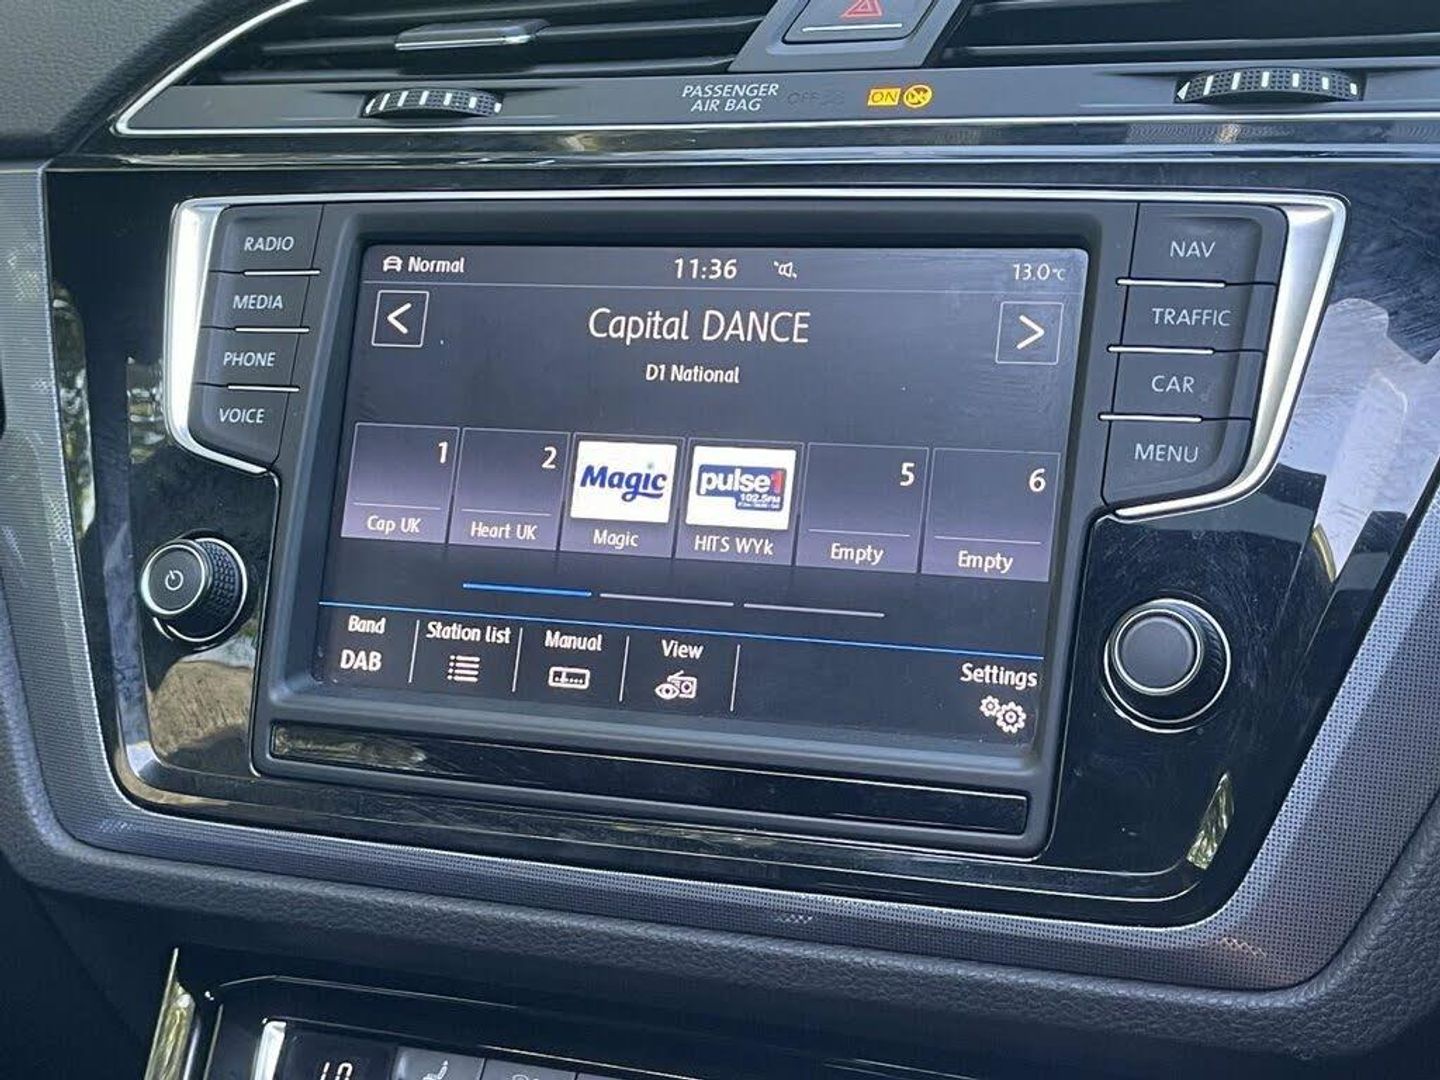 PASSENGER
AIR BAG OFF ON
RADIO
MEDIA
PHONE
VOICE
NAV
TRAFFIC
CAR
MENU
Normal 11:36 13.0°C
< Capital DANCE >
D1 National
1 2 Magic pulse1 5 6
102.5FM
Cap UK Heart UK Magic HITS WYk Empty Empty
Band Station list Manual View Settings
DAB